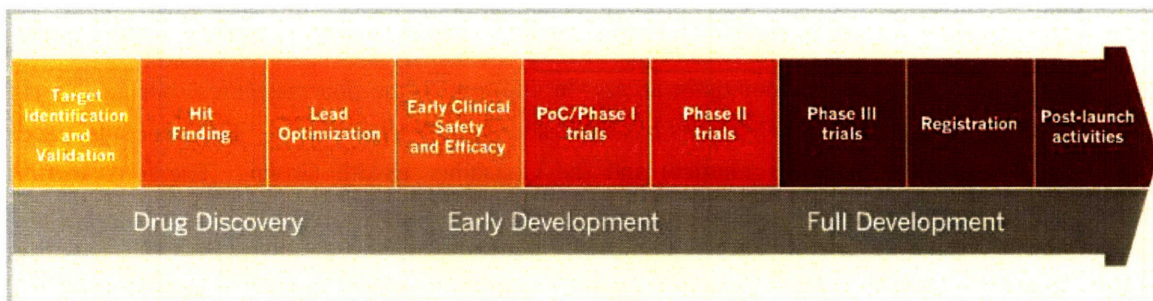 Target
Identification
and
Validation
Hit
Finding
Lead
Optimization
Early Clinical
Safety
and Efficacy
PoC/Phase I
trials
Phase II
trials
Phase III
trials
Registration
Post-launch
activities
Drug Discovery
Early Development
Full Development